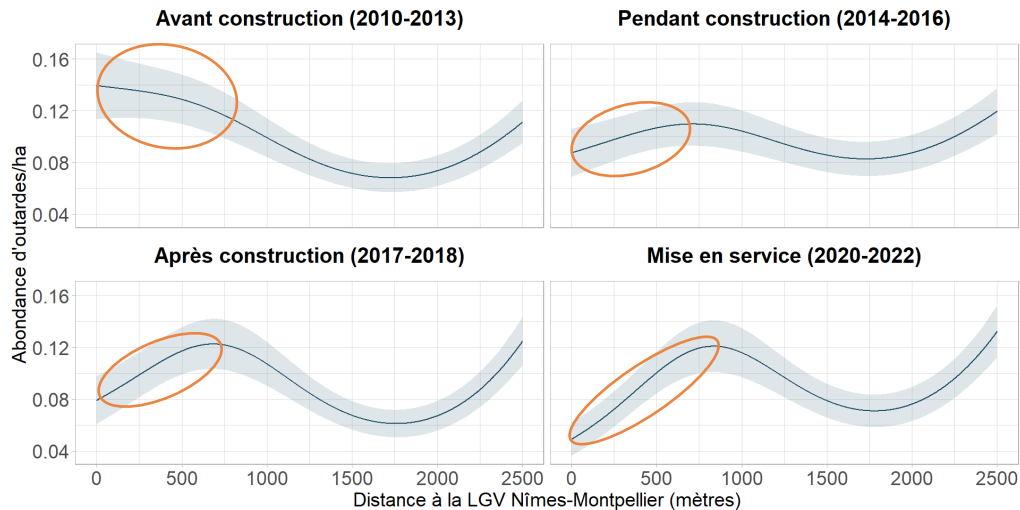 Avant construction (2010-2013)
Pendant construction (2014-2016)
0.16
0.12
0.08
0.04
Après construction (2017-2018)
Mise en service (2020-2022)
0.16
0.12
0.08
0.04
Abondance d'outardes/ha
0 500 1000 1500 2000 2500
0 500 1000 1500 2000 2500
Distance à la LGV Nîmes-Montpellier (mètres)